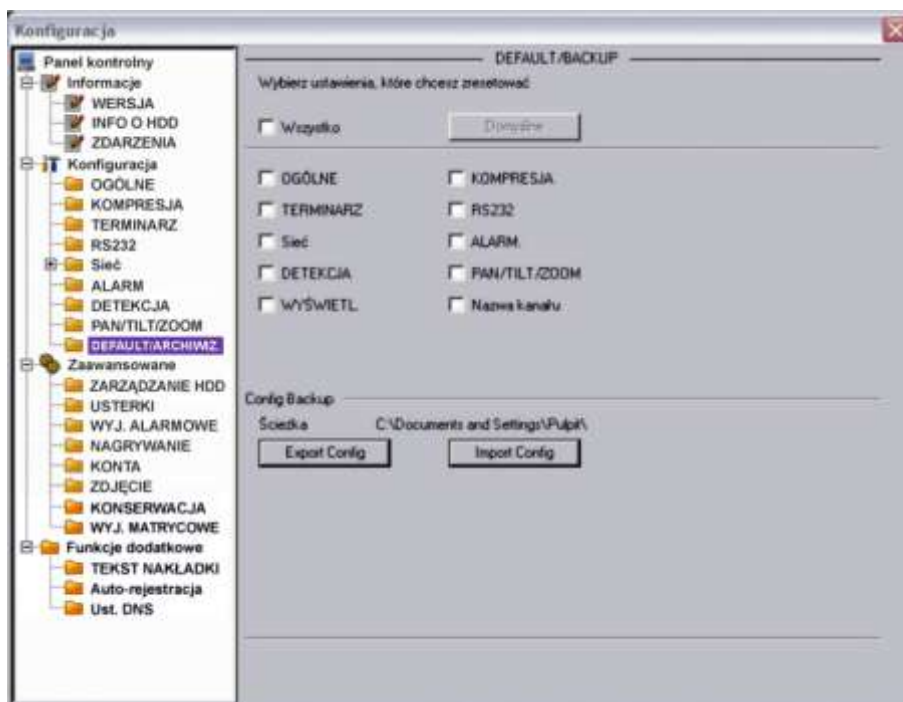 Konfiguracja
Panel kontrolny
Informacje
WERSJA
INFO O HDD
ZDARZENIA
Konfiguracja
OGÓLNE
KOMPRESJA
TERMINARZ
RS232
Sieć
ALARM
DETEKCJA
PAN/TILT/ZOOM
DEFAULT/ARCHIWIZ.
Zaawansowane
ZARZĄDZANIE HDD
USTERKI
WYJ. ALARMOWE
NAGRYWANIE
KONTA
ZDJĘCIE
KONSERWACJA
WYJ. MATRYCOWE
Funkcje dodatkowe
TEKST NAKŁADKI
Auto-rejestracja
Ust. DNS
DEFAULT/BACKUP
Wybierz ustawienia, które chcesz zresetować
Wszystko
Domyślne
OGÓLNE
KOMPRESJA
TERMINARZ
RS232
Sieć
ALARM.
DETEKCJA
PAN/TILT/ZOOM
WYŚWIETL.
Nazwa kanału
Config Backup
Ścieżka C:\Documents and Settings\Pulpit\
Export Config
Import Config